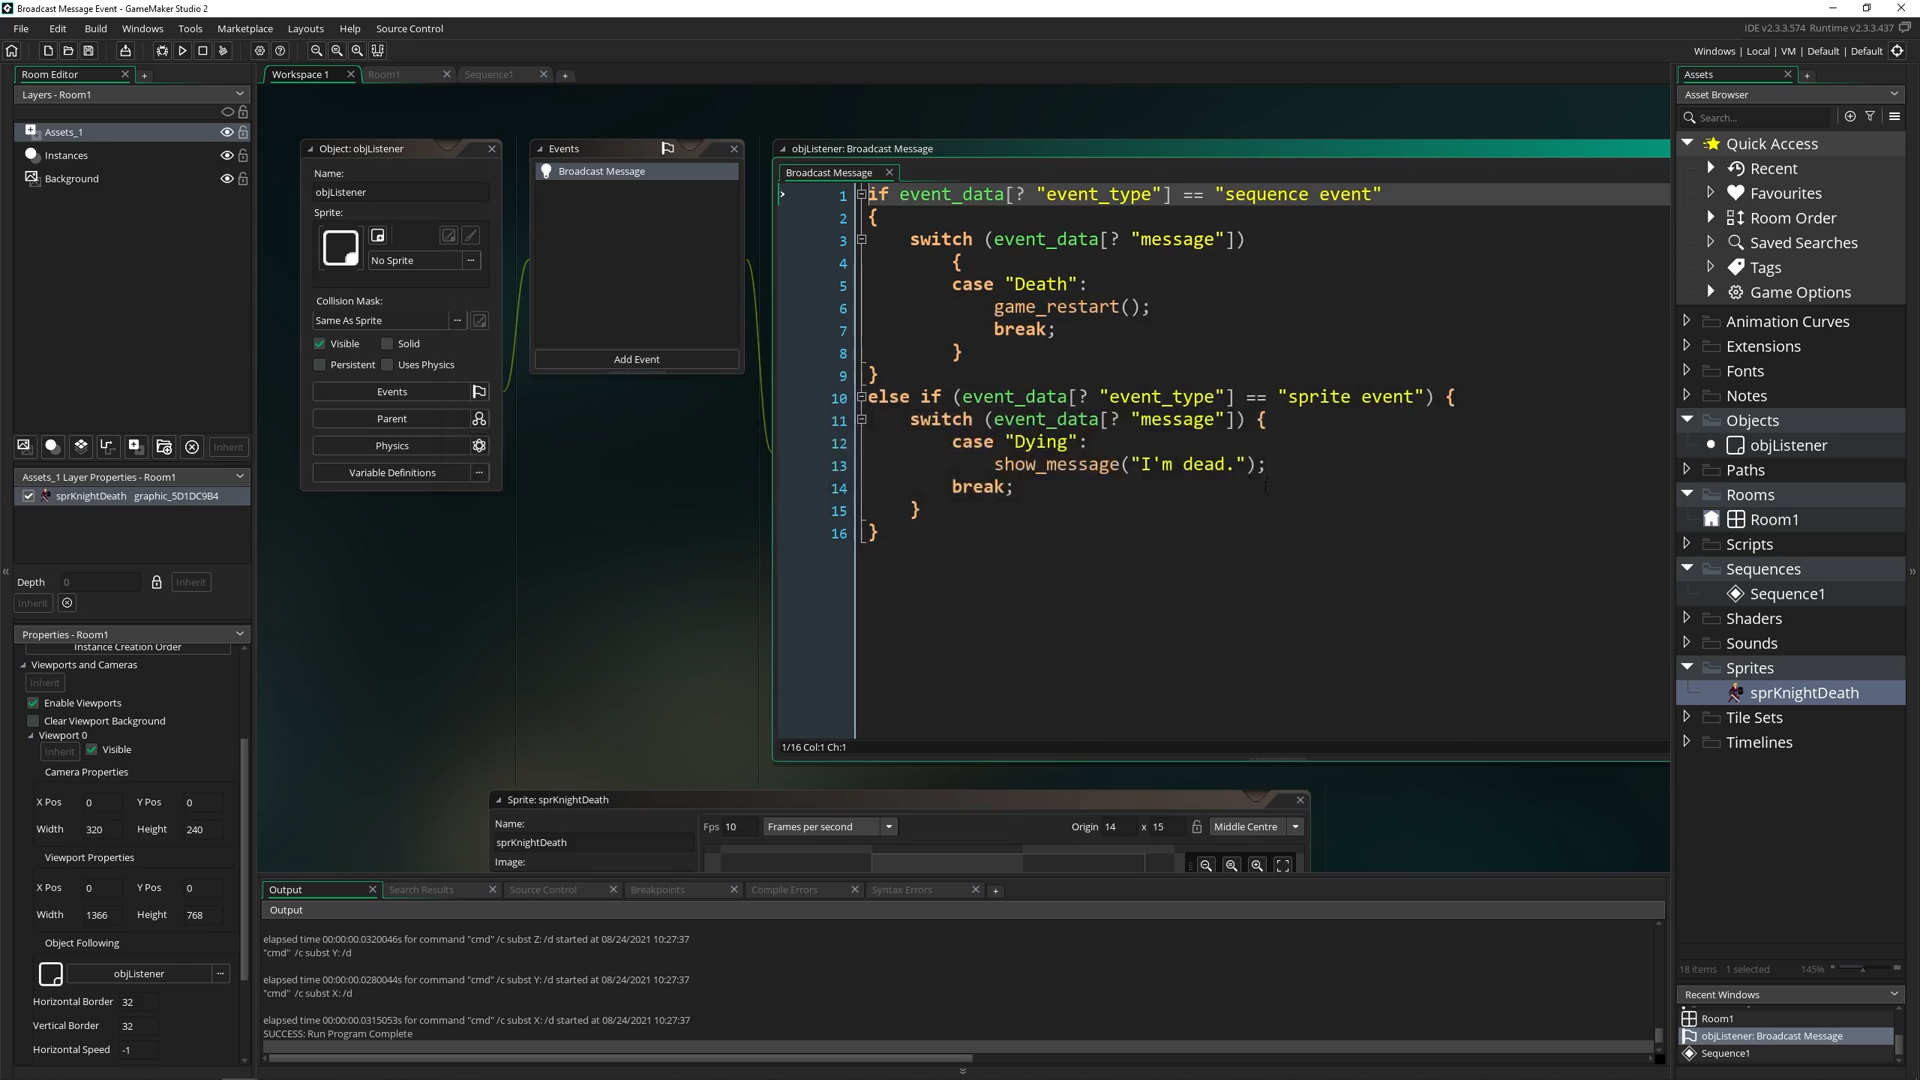 Broadcast Message Event - GameMaker Studio 2
File Edit Build Windows Tools Marketplace Layouts Help Source Control
IDE v2.3.3.574 Runtime v2.3.3.437
Windows | Local | VM | Default | Default
Room Editor
Layers - Room1
Assets_1
Instances
Background
Inherit
Assets_1 Layer Properties - Room1
sprKnightDeath graphic_5D1DC9B4
Depth 0 Inherit
Inherit
Properties - Room1
Instance Creation Order
Viewports and Cameras
Inherit
Enable Viewports
Clear Viewport Background
Viewport 0
Inherit Visible
Camera Properties
X Pos 0 Y Pos 0
Width 320 Height 240
Viewport Properties
X Pos 0 Y Pos 0
Width 1366 Height 768
Object Following
objListener
Horizontal Border 32
Vertical Border 32
Horizontal Speed -1
Workspace 1 Room1 Sequence1
Object: objListener
Name:
objListener
Sprite:
No Sprite
Collision Mask:
Same As Sprite
Visible Solid
Persistent Uses Physics
Events
Parent
Physics
Variable Definitions
Events
Broadcast Message
Add Event
objListener: Broadcast Message
Broadcast Message
1 if event_data[? "event_type"] == "sequence event"
2 {
3 switch (event_data[? "message"])
4 {
5 case "Death":
6 game_restart();
7 break;
8 }
9 }
10 else if (event_data[? "event_type"] == "sprite event") {
11 switch (event_data[? "message"]) {
12 case "Dying":
13 show_message("I'm dead.");
14 break;
15 }
16 }
1/16 Col:1 Ch:1
Sprite: sprKnightDeath
Name:
sprKnightDeath
Image:
Fps 10 Frames per second
Origin 14 x 15 Middle Centre
Output Search Results Source Control Breakpoints Compile Errors Syntax Errors
Output
elapsed time 00:00:00.0320046s for command "cmd" /c subst Z: /d started at 08/24/2021 10:27:37
"cmd" /c subst Y: /d
elapsed time 00:00:00.0280044s for command "cmd" /c subst Y: /d started at 08/24/2021 10:27:37
"cmd" /c subst X: /d
elapsed time 00:00:00.0315053s for command "cmd" /c subst X: /d started at 08/24/2021 10:27:37
SUCCESS: Run Program Complete
Assets
Asset Browser
Search...
Quick Access
Recent
Favourites
Room Order
Saved Searches
Tags
Game Options
Animation Curves
Extensions
Fonts
Notes
Objects
objListener
Paths
Rooms
Room1
Scripts
Sequences
Sequence1
Shaders
Sounds
Sprites
sprKnightDeath
Tile Sets
Timelines
18 items 1 selected 145%
Recent Windows
Room1
objListener: Broadcast Message
Sequence1